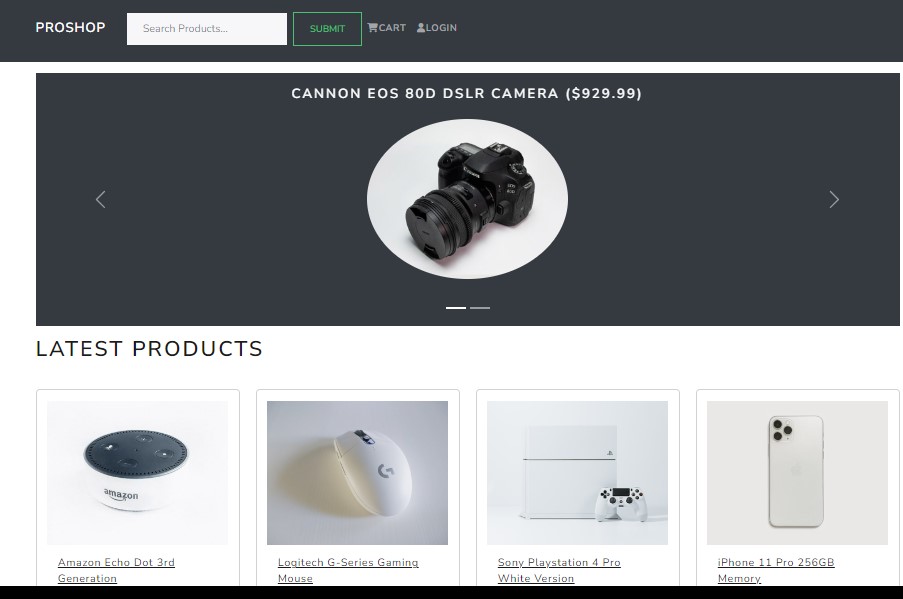 PROSHOP Search Products... SUBMIT CART LOGIN
CANNON EOS 80D DSLR CAMERA ($929.99)
Canon
LATEST PRODUCTS
amazon
Amazon Echo Dot 3rd
Generation
Logitech G-Series Gaming
Mouse
Sony Playstation 4 Pro
White Version
iPhone 11 Pro 256GB
Memory